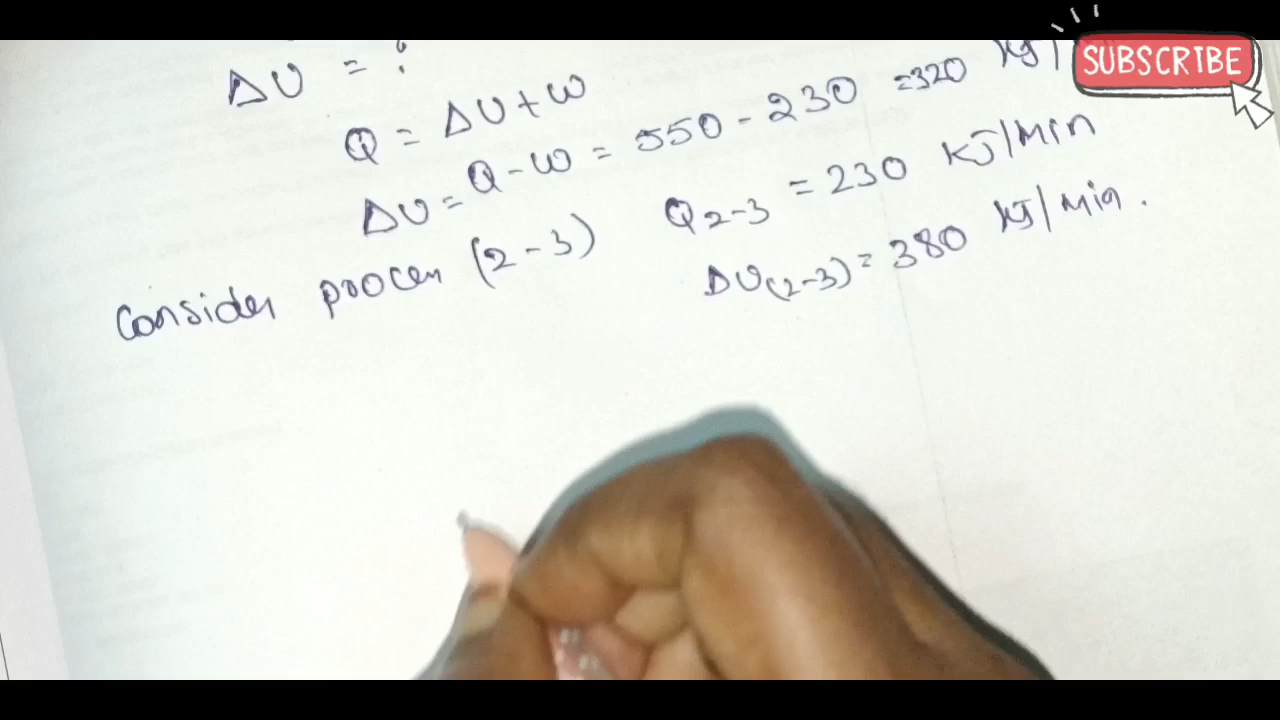 ΔU = ?
Q = ΔU + W
ΔU = Q - W = 550 - 230 = 320 KJ/
Consider process (2-3) Q2-3 = 230 KJ/Min
ΔU(2-3) = 380 KJ/Min.
SUBSCRIBE